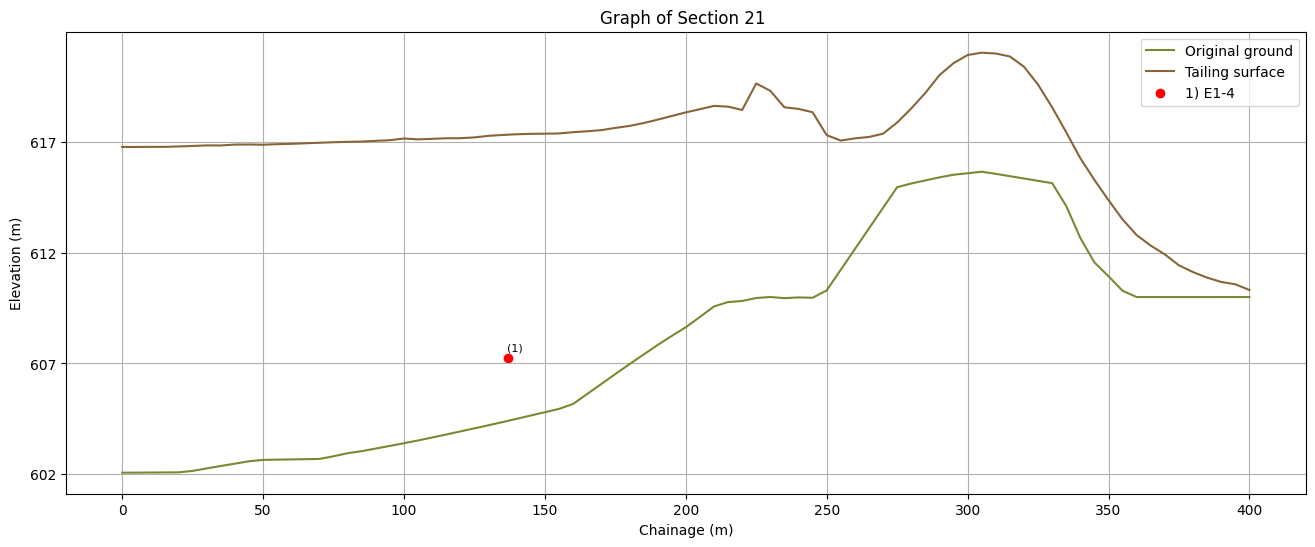 Graph of Section 21
Original ground
Tailing surface
1) E1-4
617
612
607
602
Elevation (m)
(1)
0 50 100 150 200 250 300 350 400
Chainage (m)